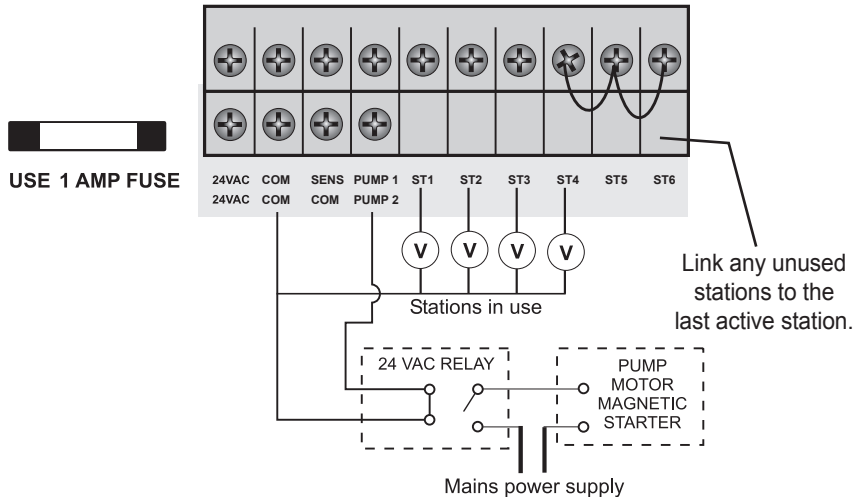 USE 1 AMP FUSE
24VAC COM SENS PUMP 1 ST1 ST2 ST3 ST4 ST5 ST6
24VAC COM COM PUMP 2
V V V V
Stations in use
Link any unused
stations to the
last active station.
24 VAC RELAY
PUMP
MOTOR
MAGNETIC
STARTER
Mains power supply